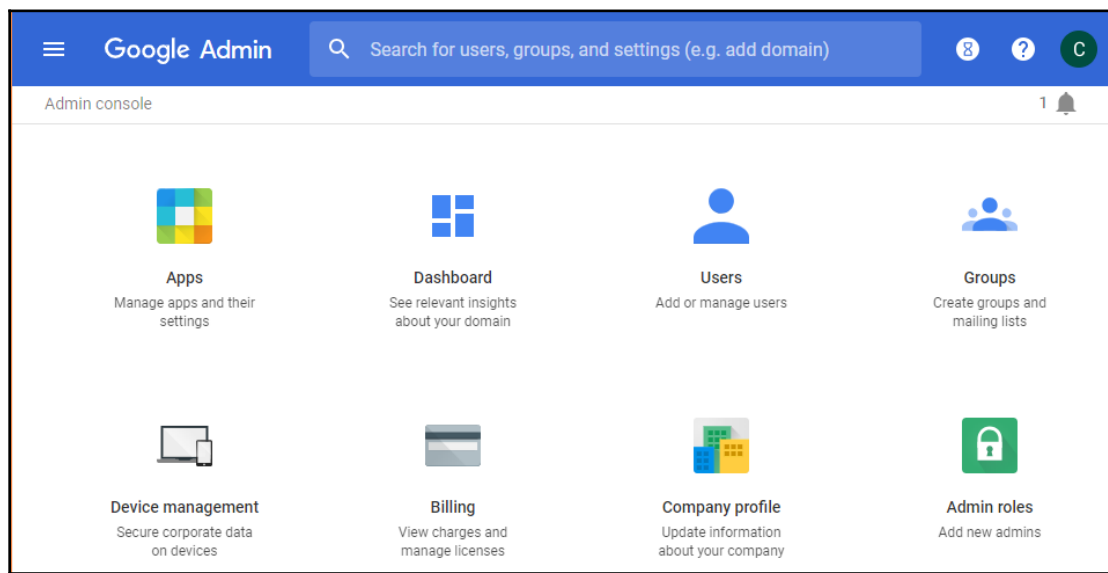 Google Admin
Search for users, groups, and settings (e.g. add domain)
8
?
C
Admin console
1
Apps
Manage apps and their
settings
Dashboard
See relevant insights
about your domain
Users
Add or manage users
Groups
Create groups and
mailing lists
Device management
Secure corporate data
on devices
Billing
View charges and
manage licenses
Company profile
Update information
about your company
Admin roles
Add new admins